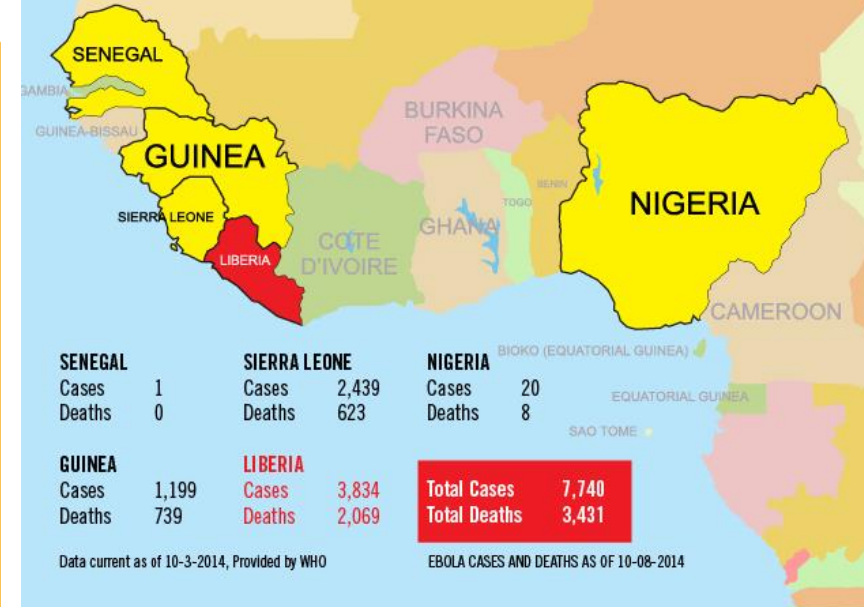 SENEGAL
GAMBIA
GUINEA-BISSAU
GUINEA
SIERRA LEONE
LIBERIA
COTE
D'IVOIRE
BURKINA
FASO
GHANA
TOGO
BENIN
NIGERIA
CAMEROON
BIOKO (EQUATORIAL GUINEA)
EQUATORIAL GUINEA
SAO TOME
SENEGAL
Cases 1
Deaths 0
SIERRA LEONE
Cases 2,439
Deaths 623
NIGERIA
Cases 20
Deaths 8
GUINEA
Cases 1,199
Deaths 739
LIBERIA
Cases 3,834
Deaths 2,069
Total Cases 7,740
Total Deaths 3,431
Data current as of 10-3-2014, Provided by WHO
EBOLA CASES AND DEATHS AS OF 10-08-2014